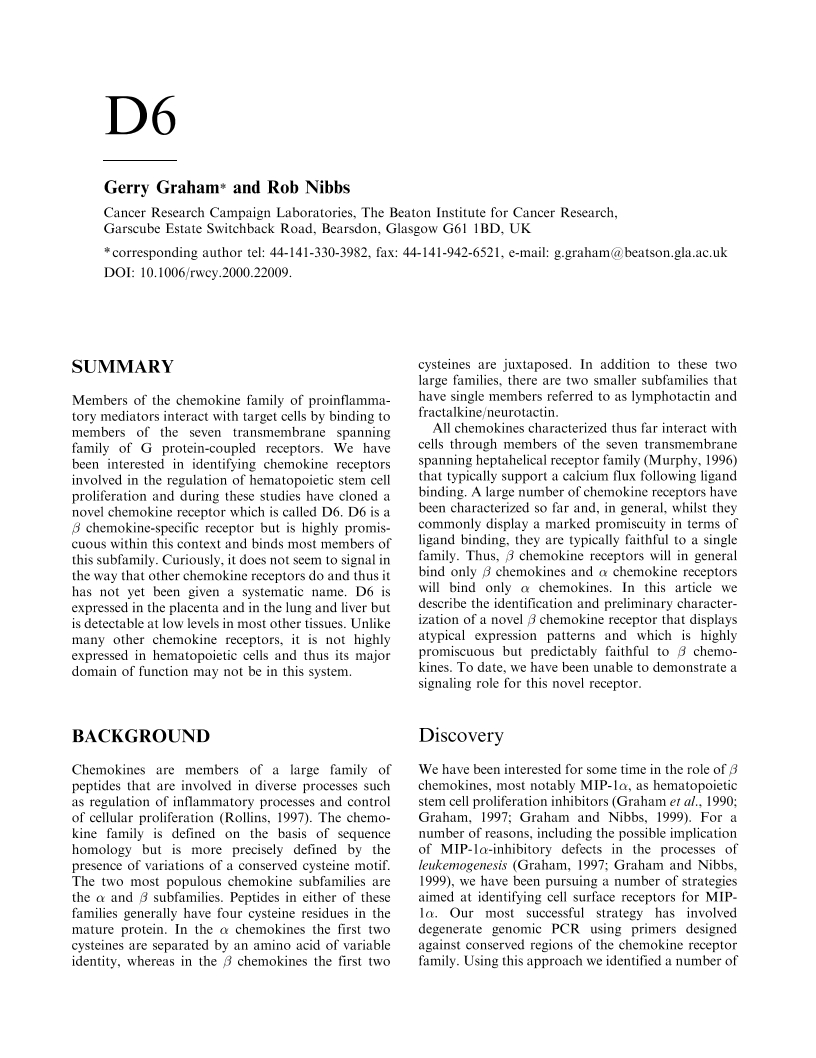 D6
Gerry Graham* and Rob Nibbs
Cancer Research Campaign Laboratories, The Beaton Institute for Cancer Research,
Garscube Estate Switchback Road, Bearsdon, Glasgow G61 1BD, UK
*corresponding author tel: 44-141-330-3982, fax: 44-141-942-6521, e-mail: g.graham@beatson.gla.ac.uk
DOI: 10.1006/rwcy.2000.22009.
SUMMARY
Members of the chemokine family of proinflamma-
tory mediators interact with target cells by binding to
members of the seven transmembrane spanning
family of G protein-coupled receptors. We have
been interested in identifying chemokine receptors
involved in the regulation of hematopoietic stem cell
proliferation and during these studies have cloned a
novel chemokine receptor which is called D6. D6 is a
β chemokine-specific receptor but is highly promis-
cuous within this context and binds most members of
this subfamily. Curiously, it does not seem to signal in
the way that other chemokine receptors do and thus it
has not yet been given a systematic name. D6 is
expressed in the placenta and in the lung and liver but
is detectable at low levels in most other tissues. Unlike
many other chemokine receptors, it is not highly
expressed in hematopoietic cells and thus its major
domain of function may not be in this system.
BACKGROUND
Chemokines are members of a large family of
peptides that are involved in diverse processes such
as regulation of inflammatory processes and control
of cellular proliferation (Rollins, 1997). The chemo-
kine family is defined on the basis of sequence
homology but is more precisely defined by the
presence of variations of a conserved cysteine motif.
The two most populous chemokine subfamilies are
the α and β subfamilies. Peptides in either of these
families generally have four cysteine residues in the
mature protein. In the α chemokines the first two
cysteines are separated by an amino acid of variable
identity, whereas in the β chemokines the first two
cysteines are juxtaposed. In addition to these two
large families, there are two smaller subfamilies that
have single members referred to as lymphotactin and
fractalkine/neurotactin.
All chemokines characterized thus far interact with
cells through members of the seven transmembrane
spanning heptahelical receptor family (Murphy, 1996)
that typically support a calcium flux following ligand
binding. A large number of chemokine receptors have
been characterized so far and, in general, whilst they
commonly display a marked promiscuity in terms of
ligand binding, they are typically faithful to a single
family. Thus, β chemokine receptors will in general
bind only β chemokines and α chemokine receptors
will bind only α chemokines. In this article we
describe the identification and preliminary character-
ization of a novel β chemokine receptor that displays
atypical expression patterns and which is highly
promiscuous but predictably faithful to β chemo-
kines. To date, we have been unable to demonstrate a
signaling role for this novel receptor.
Discovery
We have been interested for some time in the role of β
chemokines, most notably MIP-1α, as hematopoietic
stem cell proliferation inhibitors (Graham et al., 1990;
Graham, 1997; Graham and Nibbs, 1999). For a
number of reasons, including the possible implication
of MIP-1α-inhibitory defects in the processes of
leukemogenesis (Graham, 1997; Graham and Nibbs,
1999), we have been pursuing a number of strategies
aimed at identifying cell surface receptors for MIP-
1α. Our most successful strategy has involved
degenerate genomic PCR using primers designed
against conserved regions of the chemokine receptor
family. Using this approach we identified a number of